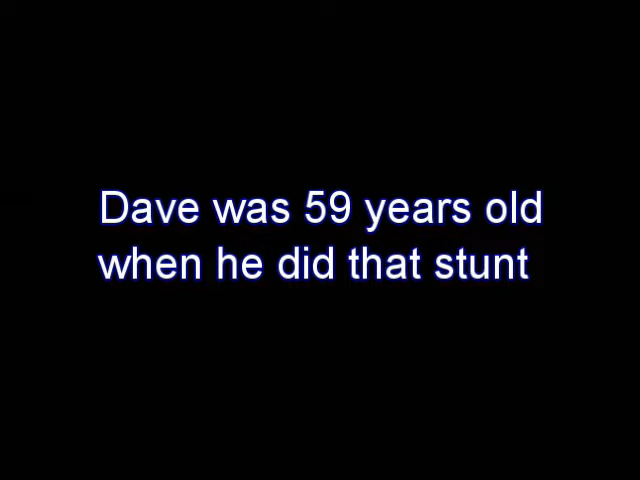 Dave was 59 years old
when he did that stunt